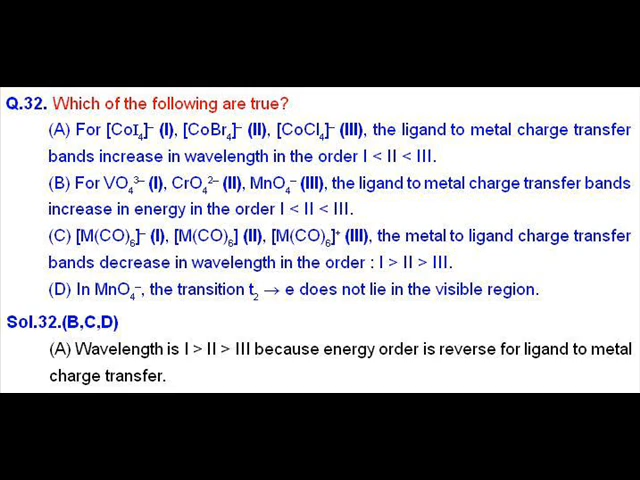 Q.32. Which of the following are true?
(A) For [CoI₄]⁻ (I), [CoBr₄]⁻ (II), [CoCl₄]⁻ (III), the ligand to metal charge transfer
bands increase in wavelength in the order I < II < III.
(B) For VO₄³⁻ (I), CrO₄²⁻ (II), MnO₄⁻ (III), the ligand to metal charge transfer bands
increase in energy in the order I < II < III.
(C) [M(CO)₆]⁻ (I), [M(CO)₆] (II), [M(CO)₆]⁺ (III), the metal to ligand charge transfer
bands decrease in wavelength in the order : I > II > III.
(D) In MnO₄⁻, the transition t₂ → e does not lie in the visible region.
Sol.32.(B,C,D)
(A) Wavelength is I > II > III because energy order is reverse for ligand to metal
charge transfer.